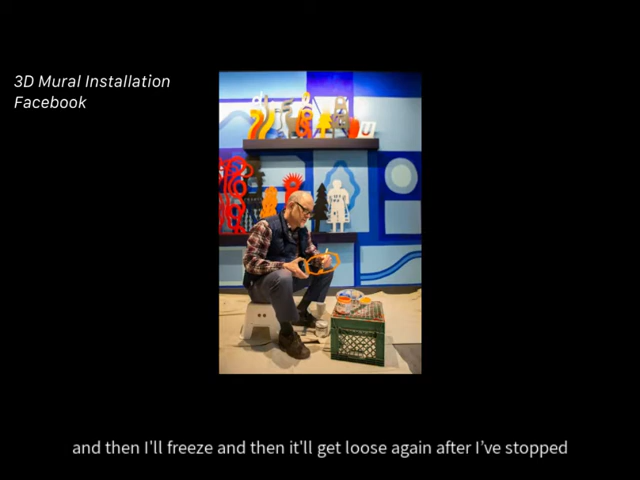 3D Mural Installation
Facebook
and then I'll freeze and then it'll get loose again after I've stopped